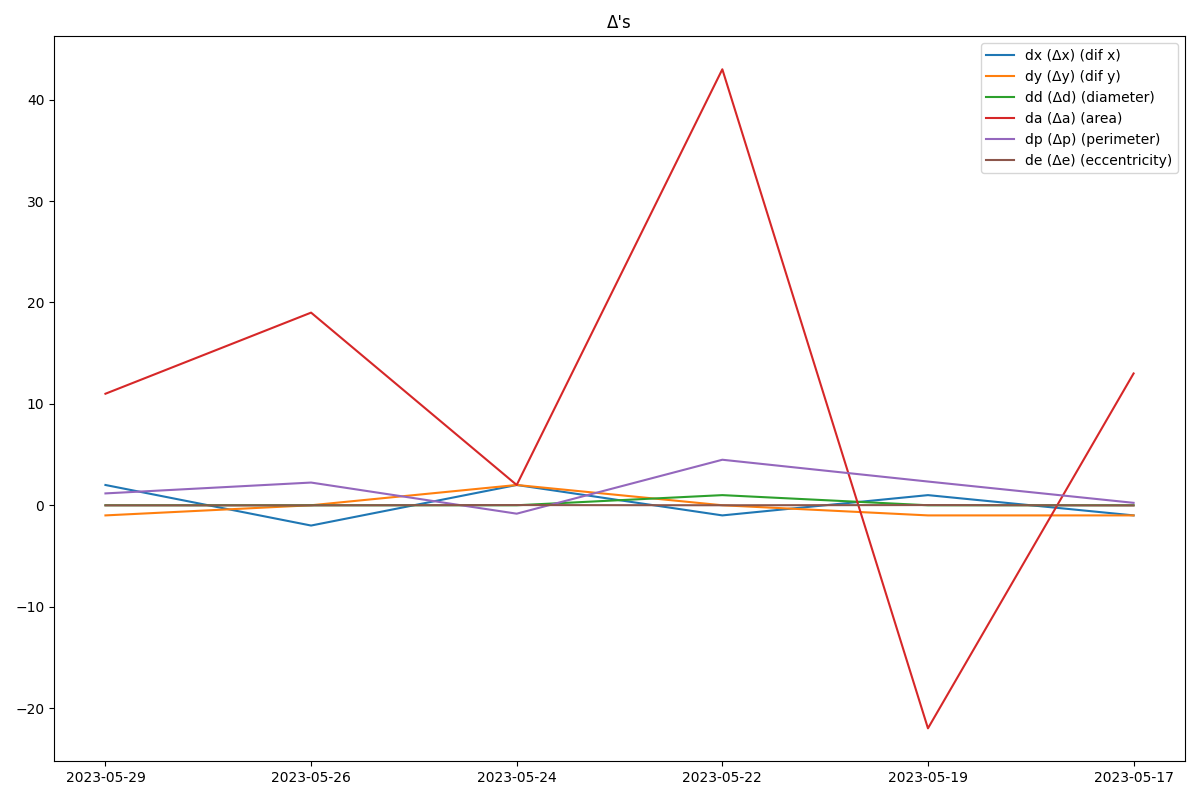 Δ's
dx (Δx) (dif x)
dy (Δy) (dif y)
dd (Δd) (diameter)
da (Δa) (area)
dp (Δp) (perimeter)
de (Δe) (eccentricity)
40
30
20
10
0
−10
−20
2023-05-29 2023-05-26 2023-05-24 2023-05-22 2023-05-19 2023-05-17